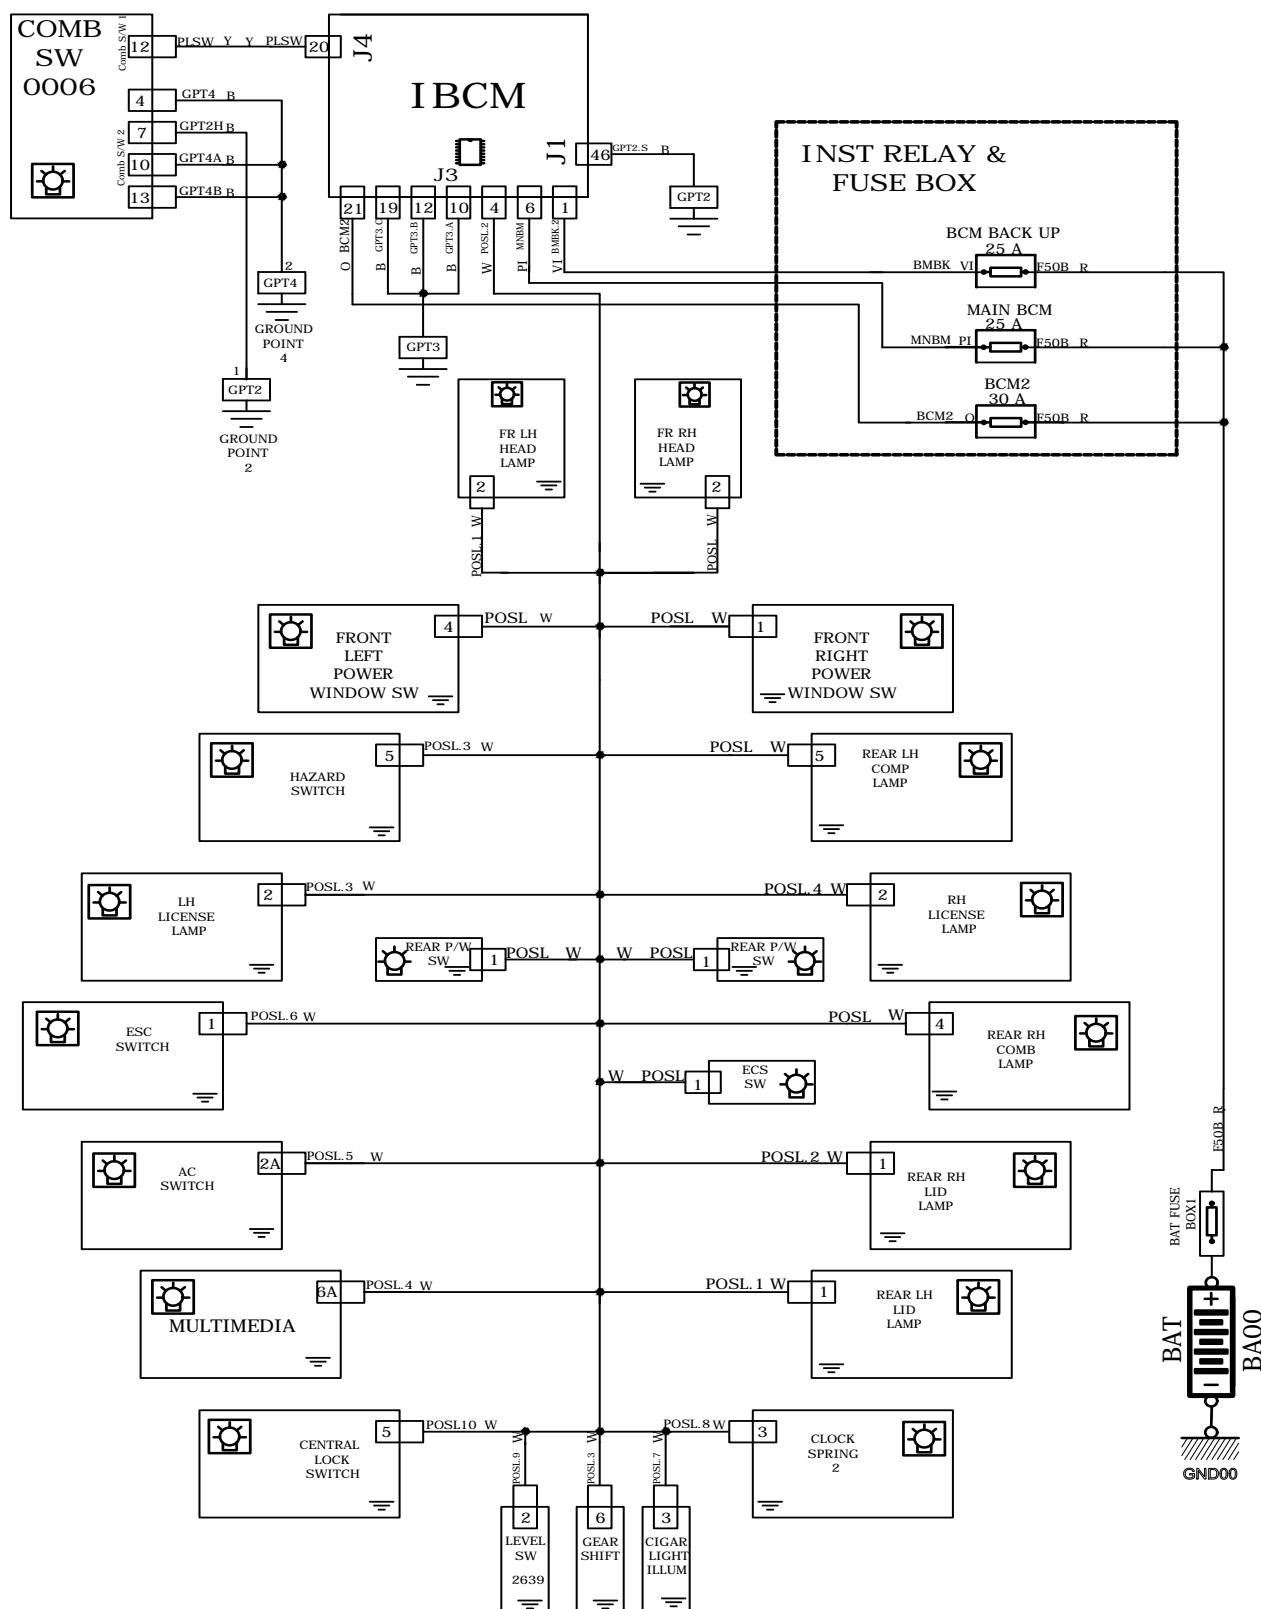 COMB
SW
0006
Comb S/W 1
12
PLSW Y Y PLSW
20
J4
IBCM
4
GPT4 B
7
GPT2H B
Comb S/W 2
10
GPT4A B
13
GPT4B B
J1
46
GPT2.S B
GPT2
J3
21
19
12
10
4
6
1
O BCM2
B GPT3.C
B GPT3.B
B GPT3.A
W POSL.2
PI MNBM
VI BMBK.2
INST RELAY &
FUSE BOX
BCM BACK UP
25 A
BMBK VI
F50B R
MAIN BCM
25 A
MNBM PI
F50B R
BCM2
30 A
BCM2 O
F50B R
2
GPT4
GROUND
POINT
4
1
GPT2
GROUND
POINT
2
GPT3
FR LH
HEAD
LAMP
2
POSL.1 W
FR RH
HEAD
LAMP
2
POSL W
FRONT
LEFT
POWER
WINDOW SW
4
POSL W
POSL W
1
FRONT
RIGHT
POWER
WINDOW SW
HAZARD
SWITCH
5
POSL.3 W
POSL W
5
REAR LH
COMP
LAMP
LH
LICENSE
LAMP
2
POSL.3 W
POSL.4 W
2
RH
LICENSE
LAMP
REAR P/W
SW
1
POSL W
W POSL
1
REAR P/W
SW
ESC
SWITCH
1
POSL.6 W
POSL W
4
REAR RH
COMB
LAMP
W POSL
1
ECS
SW
AC
SWITCH
2A
POSL.5 W
POSL.2 W
1
REAR RH
LID
LAMP
F50B R
BAT FUSE
BOX1
MULTIMEDIA
6A
POSL.4 W
POSL.1 W
1
REAR LH
LID
LAMP
BAT
+
−
BA00
GND00
CENTRAL
LOCK
SWITCH
5
POSL10 W
POSL.8 W
3
CLOCK
SPRING
2
POSL.9 W
POSL.3 W
POSL.7 W
2
LEVEL
SW
2639
6
GEAR
SHIFT
3
CIGAR
LIGHT
ILLUM